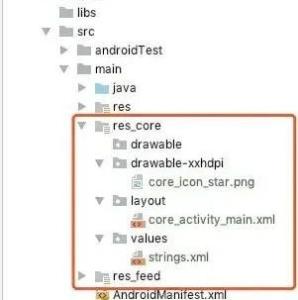 libs
src
androidTest
main
java
res
res_core
drawable
drawable-xxhdpi
core_icon_star.png
layout
core_activity_main.xml
values
strings.xml
res_feed
AndroidManifest.xml